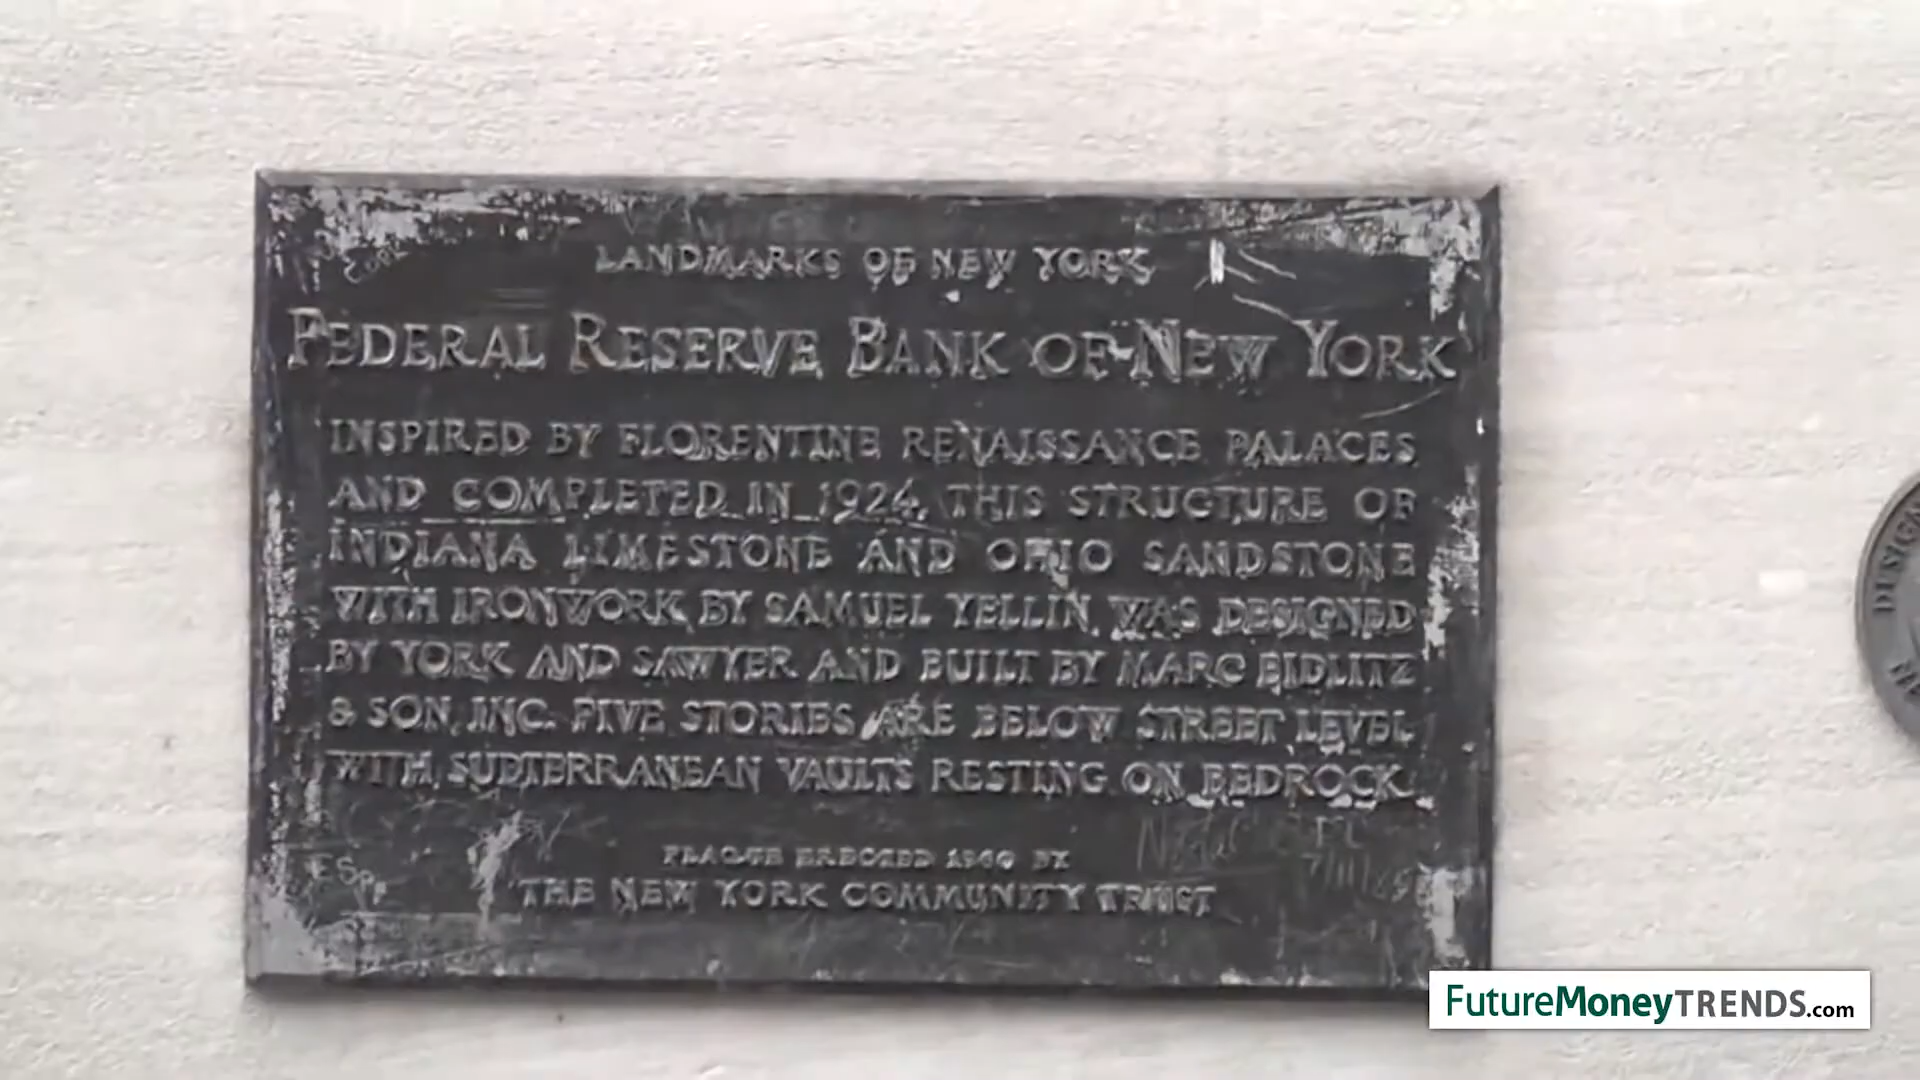 LANDMARKS OF NEW YORK
FEDERAL RESERVE BANK OF NEW YORK
INSPIRED BY FLORENTINE RENAISSANCE PALACES
AND COMPLETED IN 1924, THIS STRUCTURE OF
INDIANA LIMESTONE AND OHIO SANDSTONE
WITH IRONWORK BY SAMUEL YELLIN, WAS DESIGNED
BY YORK AND SAWYER AND BUILT BY MARC EIDLITZ
& SON, INC. FIVE STORIES ARE BELOW STREET LEVEL
WITH SUBTERRANEAN VAULTS RESTING ON BEDROCK.
PLAQUE ERECTED 1960 BY
THE NEW YORK COMMUNITY TRUST
FutureMoneyTRENDS.com